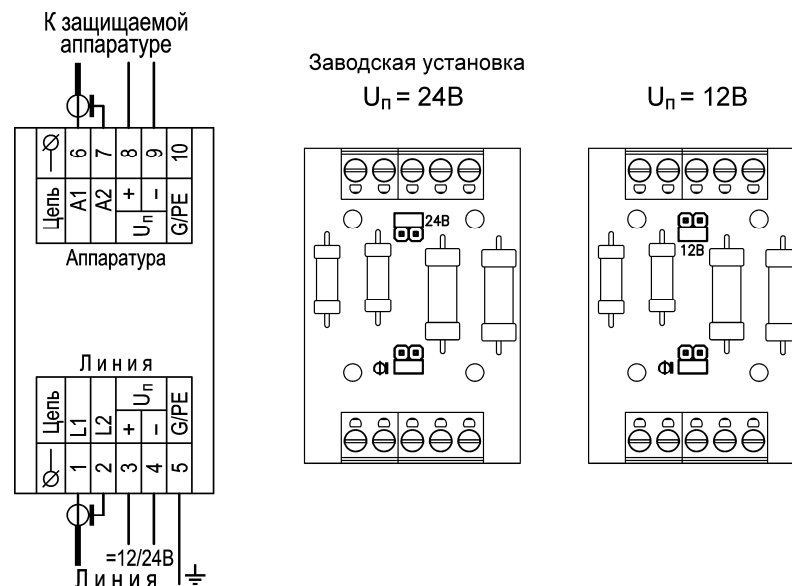 К защищаемой
аппаратуре
Цепь A1 A2 + – Uп G/PE
6 7 8 9 10
Аппаратура
Линия
Цепь L1 L2 + – Uп G/PE
1 2 3 4 5
=12/24В
Линия
Заводская установка
Uп = 24В
24В
Uп = 12В
12В